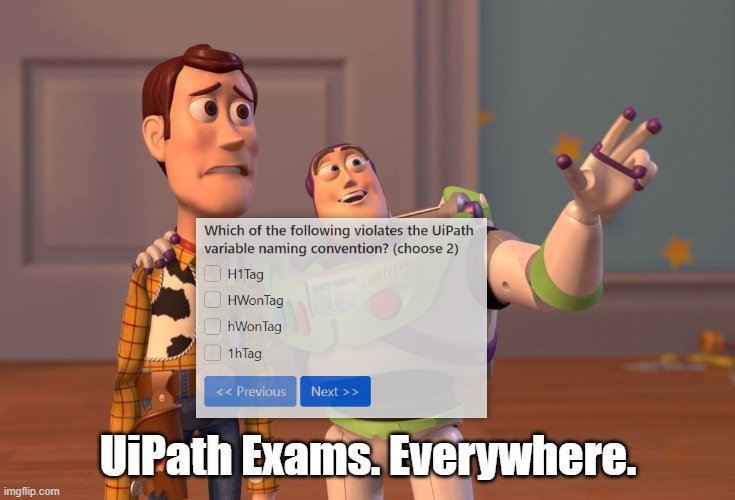 Which of the following violates the UiPath
variable naming convention? (choose 2)
H1Tag
HWonTag
hWonTag
1hTag
<< Previous
Next >>
LIGHTYEAR
UiPath Exams. Everywhere.
imgflip.com